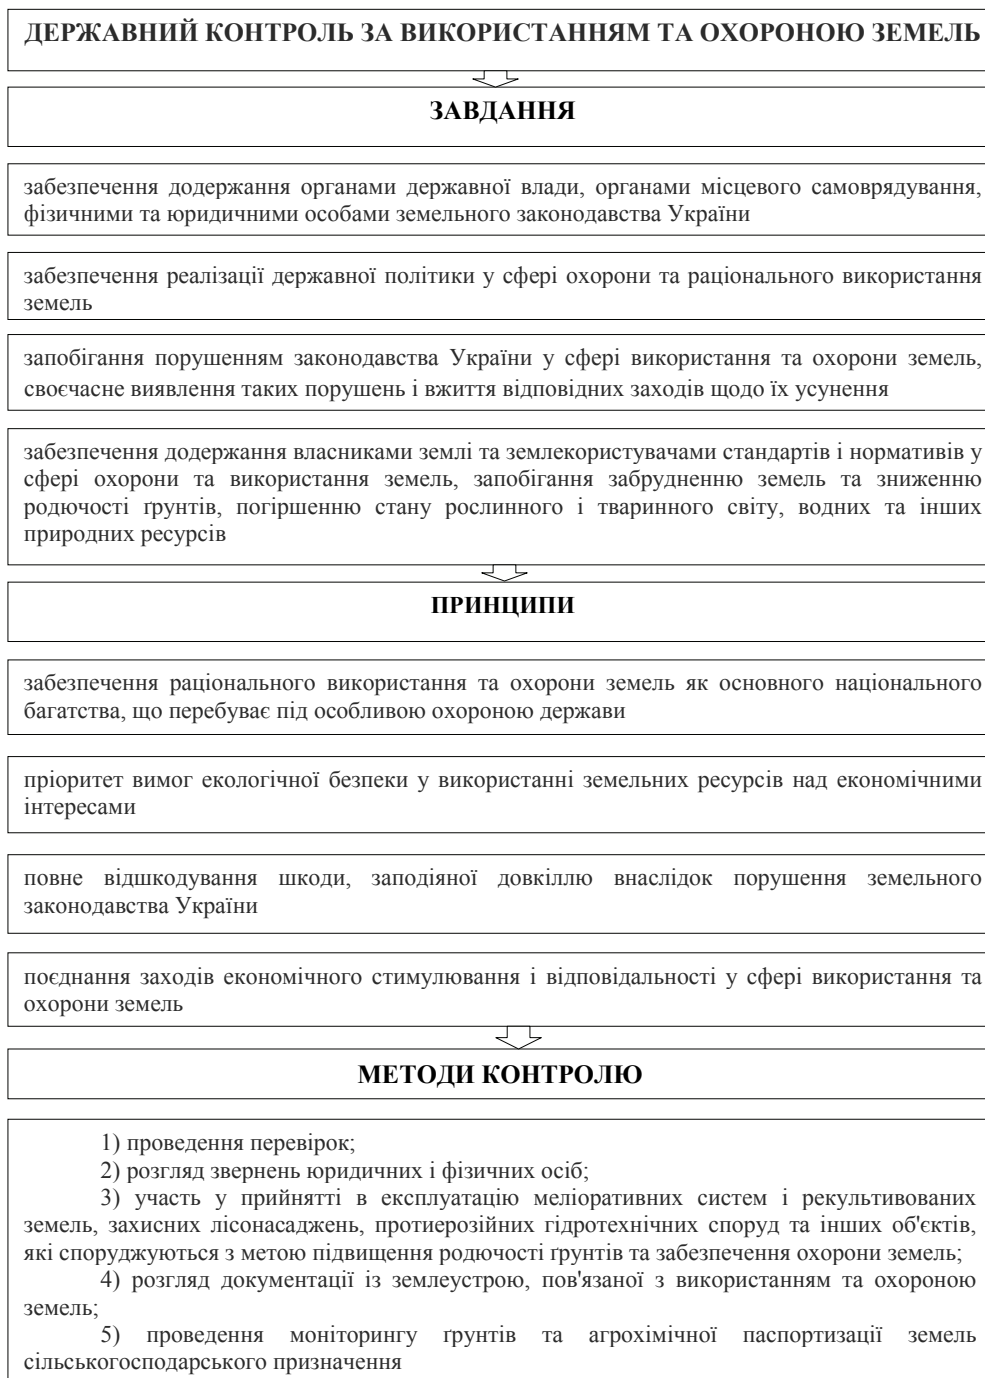 ДЕРЖАВНИЙ КОНТРОЛЬ ЗА ВИКОРИСТАННЯМ ТА ОХОРОНОЮ ЗЕМЕЛЬ
ЗАВДАННЯ
забезпечення додержання органами державної влади, органами місцевого самоврядування,
фізичними та юридичними особами земельного законодавства України
забезпечення реалізації державної політики у сфері охорони та раціонального використання
земель
запобігання порушенням законодавства України у сфері використання та охорони земель,
своєчасне виявлення таких порушень і вжиття відповідних заходів щодо їх усунення
забезпечення додержання власниками землі та землекористувачами стандартів і нормативів у
сфері охорони та використання земель, запобігання забрудненню земель та зниженню
родючості ґрунтів, погіршенню стану рослинного і тваринного світу, водних та інших
природних ресурсів
ПРИНЦИПИ
забезпечення раціонального використання та охорони земель як основного національного
багатства, що перебуває під особливою охороною держави
пріоритет вимог екологічної безпеки у використанні земельних ресурсів над економічними
інтересами
повне відшкодування шкоди, заподіяної довкіллю внаслідок порушення земельного
законодавства України
поєднання заходів економічного стимулювання і відповідальності у сфері використання та
охорони земель
МЕТОДИ КОНТРОЛЮ
1) проведення перевірок;
2) розгляд звернень юридичних і фізичних осіб;
3) участь у прийнятті в експлуатацію меліоративних систем і рекультивованих
земель, захисних лісонасаджень, протиерозійних гідротехнічних споруд та інших об'єктів,
які споруджуються з метою підвищення родючості ґрунтів та забезпечення охорони земель;
4) розгляд документації із землеустрою, пов'язаної з використанням та охороною
земель;
5) проведення моніторингу ґрунтів та агрохімічної паспортизації земель
сільськогосподарського призначення